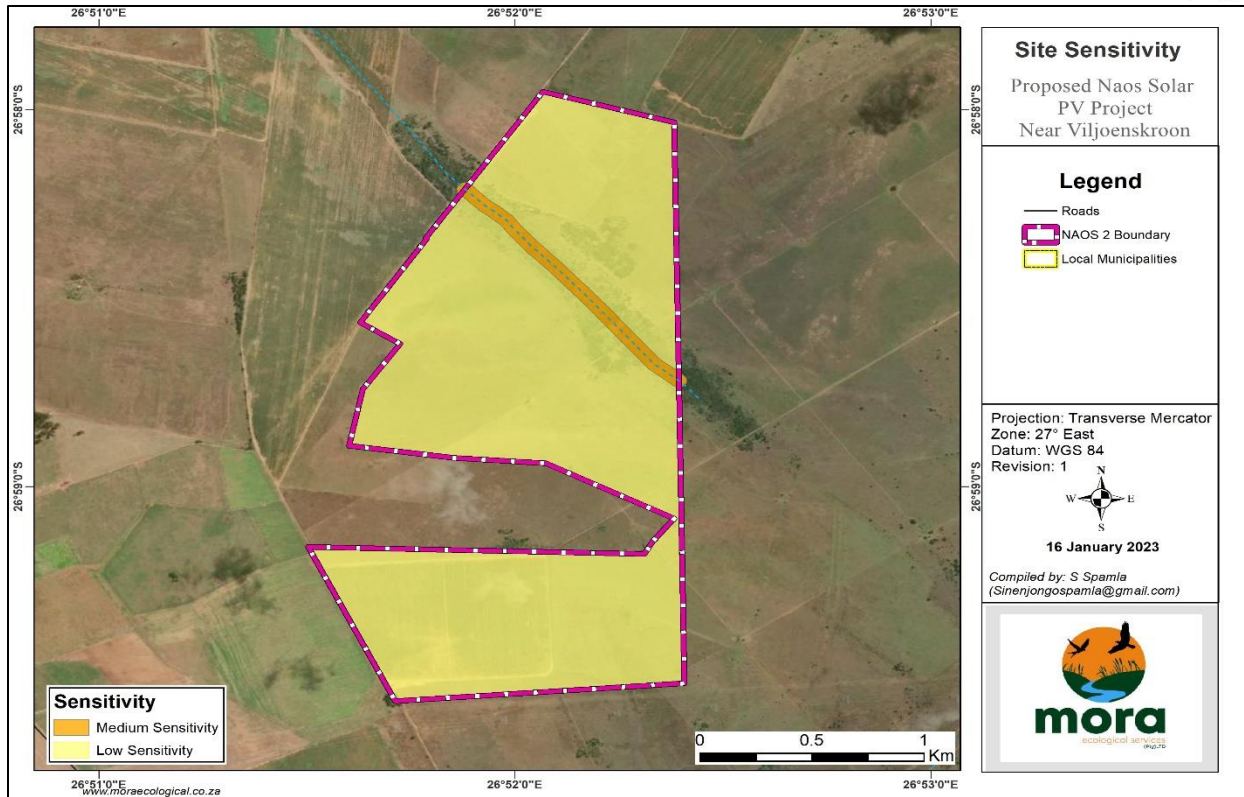 26°51'0"E
26°52'0"E
26°53'0"E
26°58'0"S
26°58'0"S
26°59'0"S
26°59'0"S
Sensitivity
Medium Sensitivity
Low Sensitivity
0 0.5 1
Km
26°51'0"E
26°52'0"E
26°53'0"E
www.moraecological.co.za
Site Sensitivity
Proposed Naos Solar
PV Project
Near Viljoenskroon
Legend
Roads
NAOS 2 Boundary
Local Municipalities
Projection: Transverse Mercator
Zone: 27° East
Datum: WGS 84
Revision: 1
N
W E
S
16 January 2023
Compiled by: S Spamla
(Sinenjongospamla@gmail.com)
mora
ecological services
(Pty)LTD